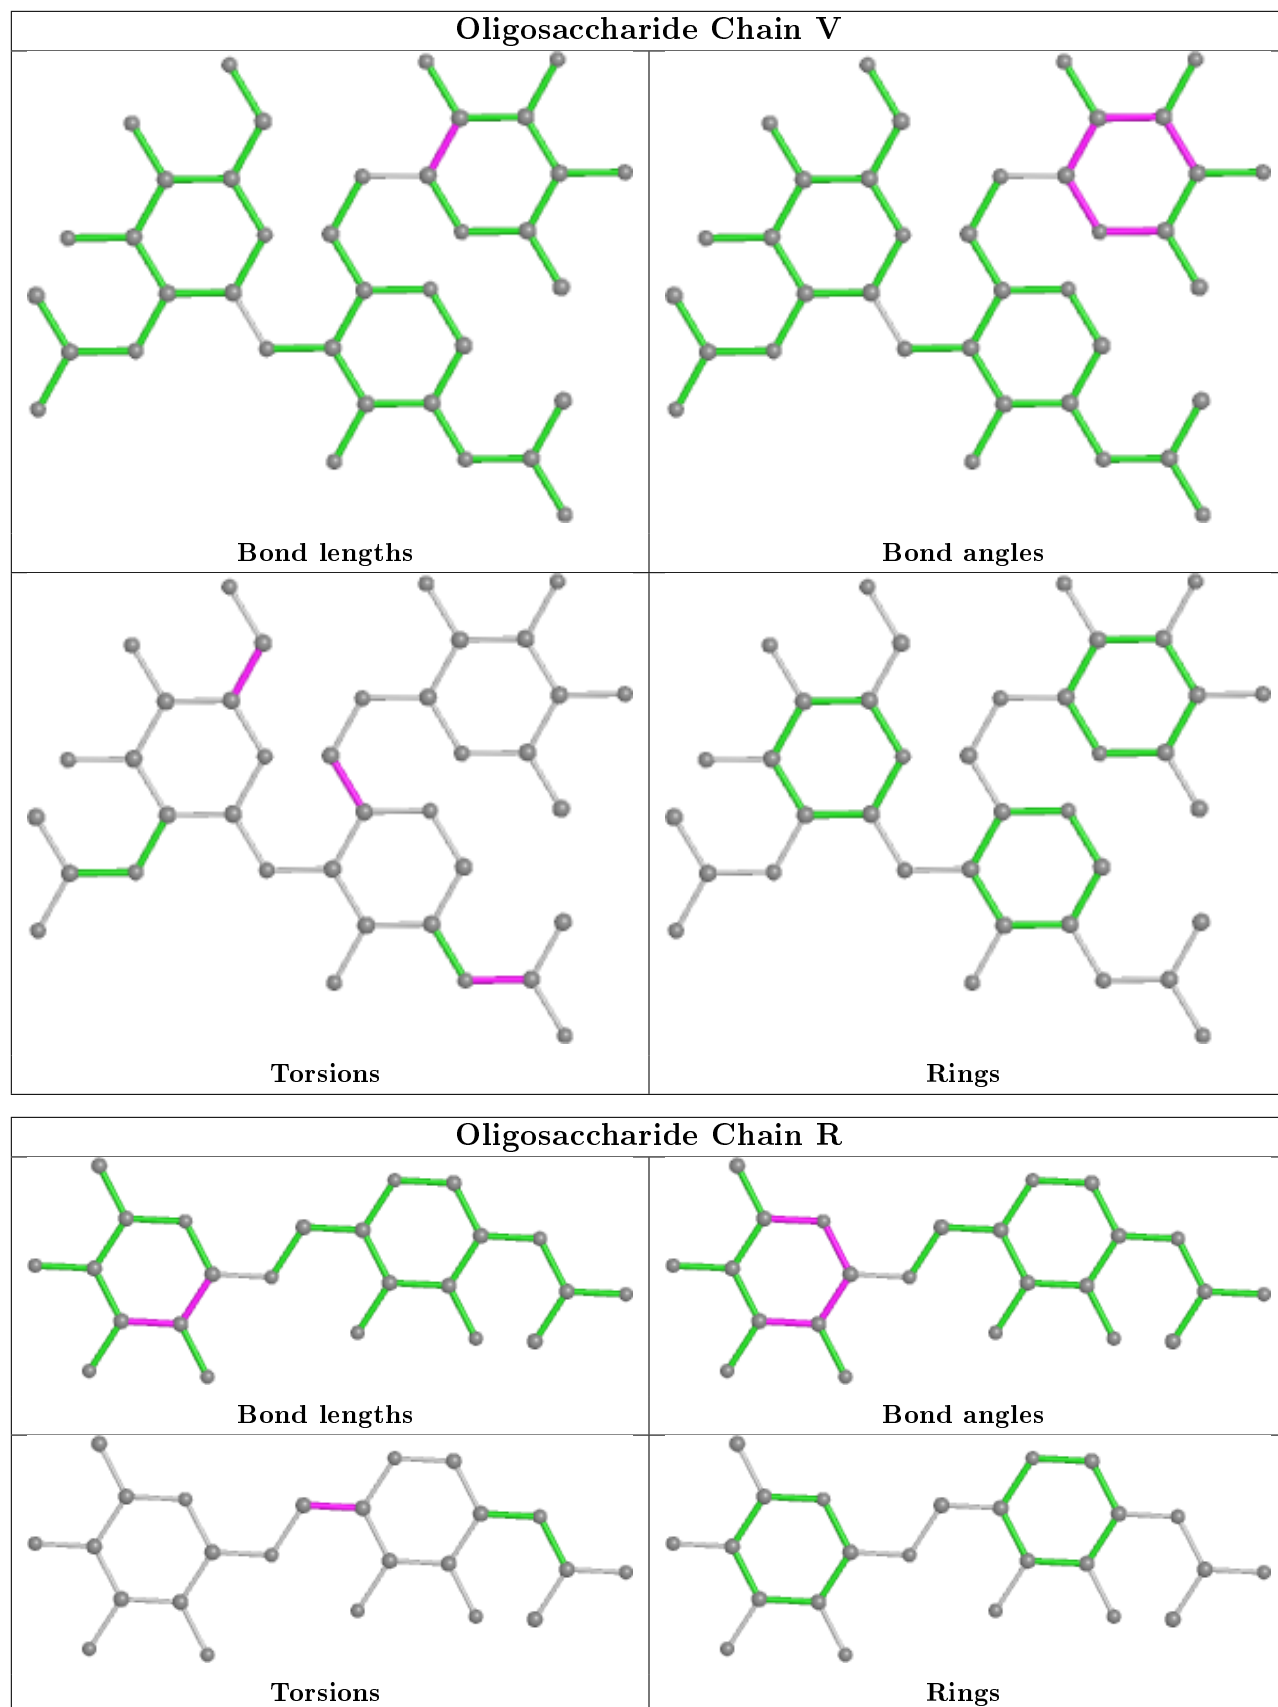 Oligosaccharide Chain V
Bond lengths
Bond angles
Torsions
Rings
Oligosaccharide Chain R
Bond lengths
Bond angles
Torsions
Rings